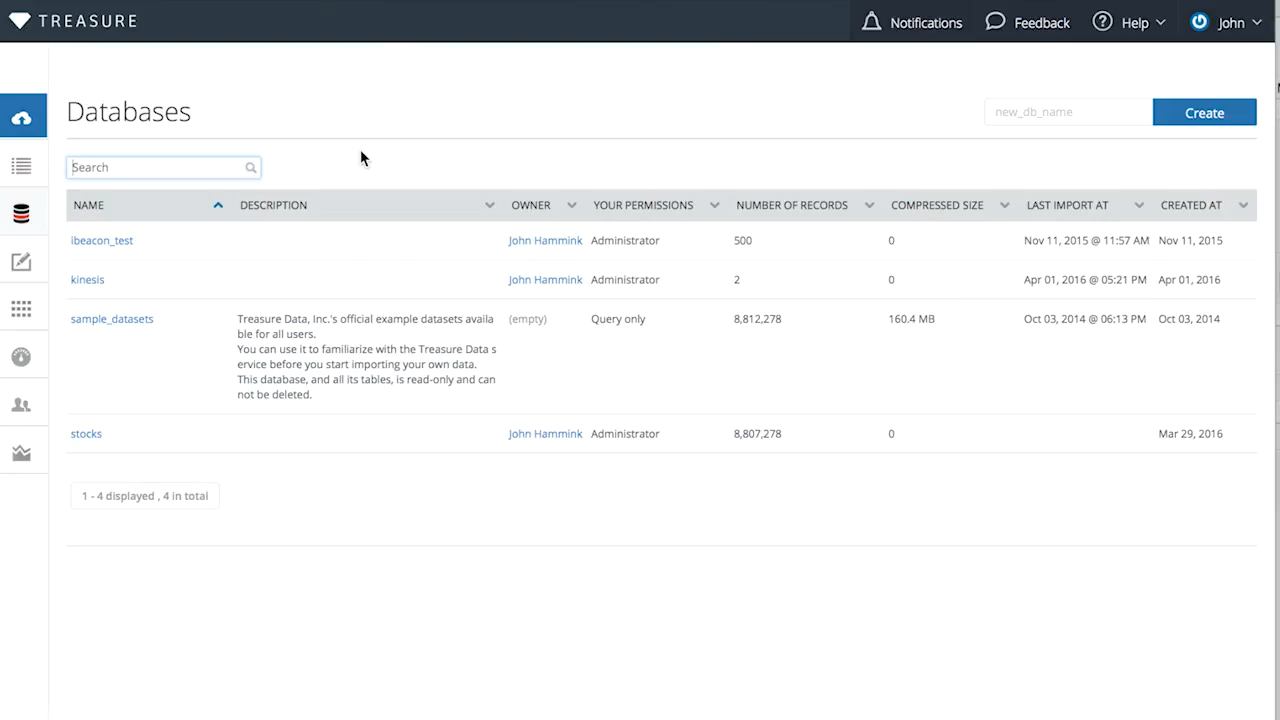 TREASURE
Notifications
Feedback
Help
John
Databases
new_db_name
Create
Search
NAME DESCRIPTION OWNER YOUR PERMISSIONS NUMBER OF RECORDS COMPRESSED SIZE LAST IMPORT AT CREATED AT
ibeacon_test John Hammink Administrator 500 0 Nov 11, 2015 @ 11:57 AM Nov 11, 2015
kinesis John Hammink Administrator 2 0 Apr 01, 2016 @ 05:21 PM Apr 01, 2016
sample_datasets Treasure Data, Inc.'s official example datasets availa (empty) Query only 8,812,278 160.4 MB Oct 03, 2014 @ 06:13 PM Oct 03, 2014
ble for all users.
You can use it to familiarize with the Treasure Data s
ervice before you start importing your own data.
This database, and all its tables, is read-only and can
not be deleted.
stocks John Hammink Administrator 8,807,278 0 Mar 29, 2016
1 - 4 displayed , 4 in total